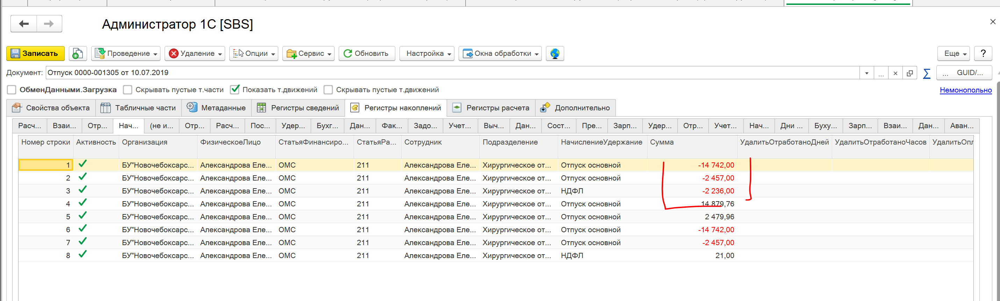 Администратор 1С [SBS]
Записать Проведение Удаление Опции Сервис Обновить Настройка Окна обработки Еще ?
Документ: Отпуск 0000-001305 от 10.07.2019 ... ... GUID/...
ОбменДанными.Загрузка Скрывать пустые т.части Показать т.движений Скрывать пустые т.движений Немонопольно
Свойства объекта Табличные части Метаданные Регистры сведений Регистры накоплений Регистры расчета Дополнительно
Расч... Взаи... Отр... Нач... (не и... Отр... Расч... Пос... Удер... Бухг... Дан... Фак... Задо... Учет... Выч... Дан... Сост... Пре... Зарп... Удер... Отр... Учет... Нач... Дни ... Буху... Зарп... Взаи... Дан... Аван...
Номер строки Активность Организация ФизическоеЛицо СтатьяФинансиро... СтатьяРа... Сотрудник Подразделение НачислениеУдержание Сумма УдалитьОтработаноДней УдалитьОтработаноЧасов УдалитьОпл
1 БУ"Новочебоксарс... Александрова Еле... ОМС 211 Александрова Еле... Хирургическое от... Отпуск основной -14 742,00
2 БУ"Новочебоксарс... Александрова Еле... ОМС 211 Александрова Еле... Хирургическое от... Отпуск основной -2 457,00
3 БУ"Новочебоксарс... Александрова Еле... ОМС 211 Александрова Еле... Хирургическое от... НДФЛ -2 236,00
4 БУ"Новочебоксарс... Александрова Еле... ОМС 211 Александрова Еле... Хирургическое от... Отпуск основной 14 879,76
5 БУ"Новочебоксарс... Александрова Еле... ОМС 211 Александрова Еле... Хирургическое от... Отпуск основной 2 479,96
6 БУ"Новочебоксарс... Александрова Еле... ОМС 211 Александрова Еле... Хирургическое от... Отпуск основной -14 742,00
7 БУ"Новочебоксарс... Александрова Еле... ОМС 211 Александрова Еле... Хирургическое от... Отпуск основной -2 457,00
8 БУ"Новочебоксарс... Александрова Еле... ОМС 211 Александрова Еле... Хирургическое от... НДФЛ 21,00